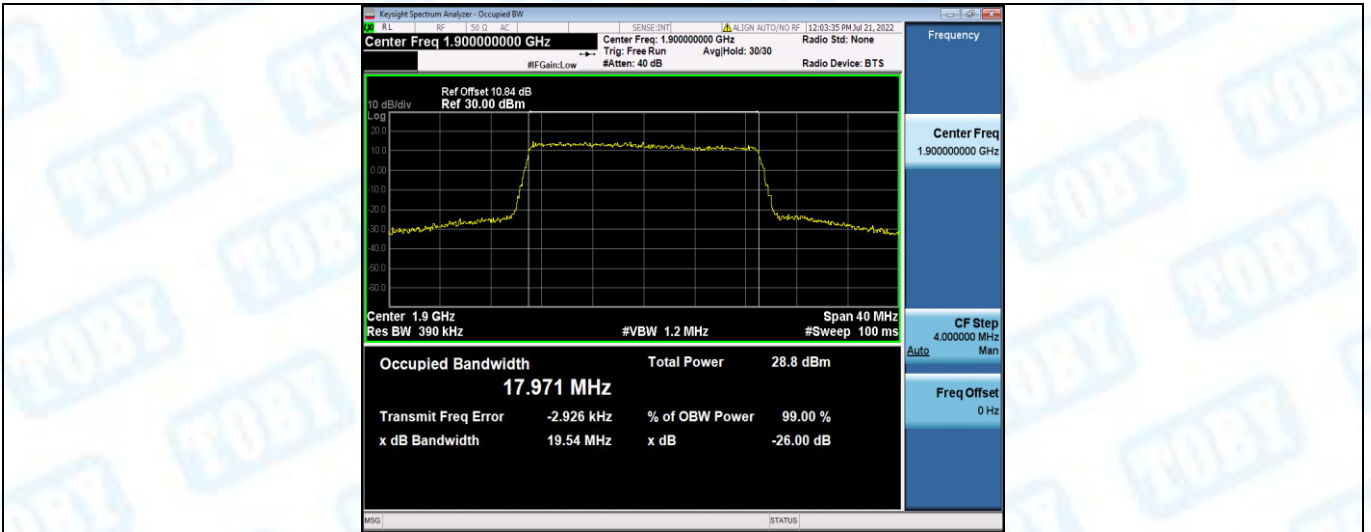 Keysight Spectrum Analyzer - Occupied BW
RL RF 50 Ω AC SENSE:INT ALIGN AUTO/NO RF 12:03:35 PM Jul 21, 2022
Center Freq 1.900000000 GHz
Center Freq: 1.900000000 GHz Radio Std: None
Trig: Free Run Avg|Hold: 30/30
#IFGain:Low #Atten: 40 dB Radio Device: BTS
Ref Offset 10.84 dB
10 dB/div Ref 30.00 dBm
Log
20.0
10.0
0.00
-10.0
-20.0
-30.0
-40.0
-50.0
-60.0
Center 1.9 GHz Span 40 MHz
Res BW 390 kHz #VBW 1.2 MHz #Sweep 100 ms
Occupied Bandwidth Total Power 28.8 dBm
17.971 MHz
Transmit Freq Error -2.926 kHz % of OBW Power 99.00 %
x dB Bandwidth 19.54 MHz x dB -26.00 dB
MSG STATUS
Frequency
Center Freq
1.900000000 GHz
CF Step
4.000000 MHz
Auto Man
Freq Offset
0 Hz
TOBY
TOBY
TOBY
TOBY
TOBY
TOBY
TOBY
TOBY